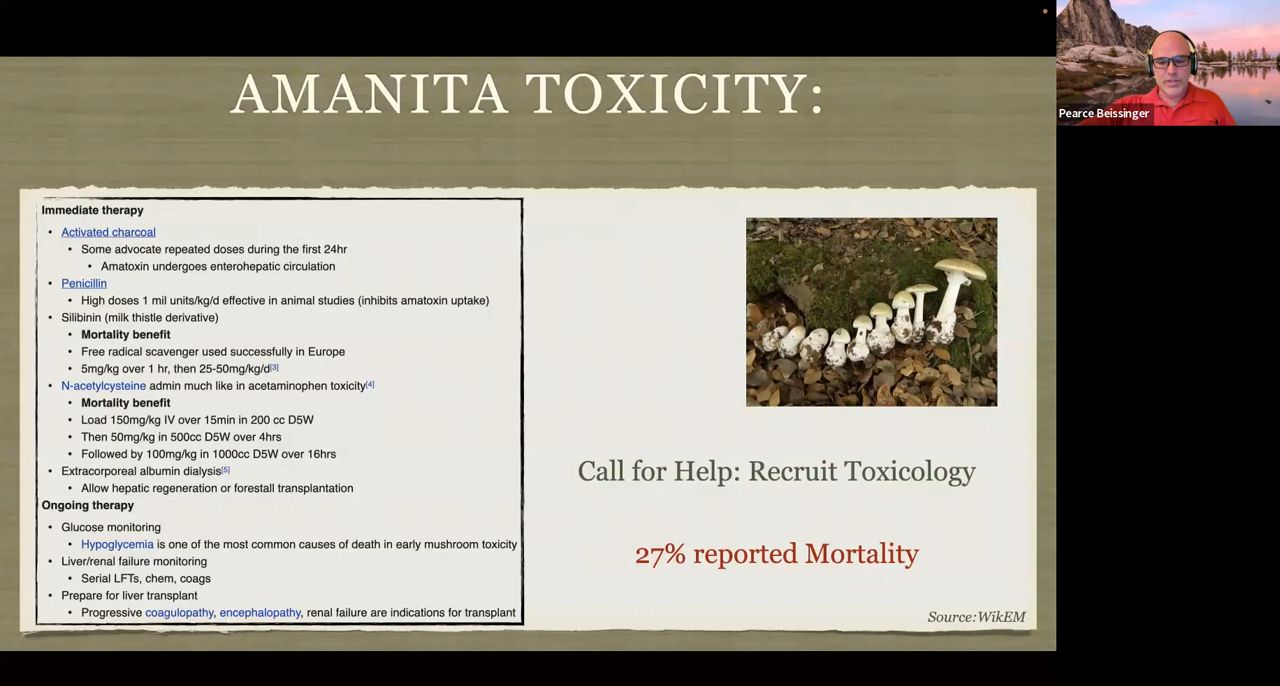 AMANITA TOXICITY:
Pearce Beissinger
Immediate therapy
• Activated charcoal
• Some advocate repeated doses during the first 24hr
• Amatoxin undergoes enterohepatic circulation
• Penicillin
• High doses 1 mil units/kg/d effective in animal studies (inhibits amatoxin uptake)
• Silibinin (milk thistle derivative)
• Mortality benefit
• Free radical scavenger used successfully in Europe
• 5mg/kg over 1 hr, then 25-50mg/kg/d[3]
• N-acetylcysteine admin much like in acetaminophen toxicity[4]
• Mortality benefit
• Load 150mg/kg IV over 15min in 200 cc D5W
• Then 50mg/kg in 500cc D5W over 4hrs
• Followed by 100mg/kg in 1000cc D5W over 16hrs
• Extracorporeal albumin dialysis[5]
• Allow hepatic regeneration or forestall transplantation
Ongoing therapy
• Glucose monitoring
• Hypoglycemia is one of the most common causes of death in early mushroom toxicity
• Liver/renal failure monitoring
• Serial LFTs, chem, coags
• Prepare for liver transplant
• Progressive coagulopathy, encephalopathy, renal failure are indications for transplant
Call for Help: Recruit Toxicology
27% reported Mortality
Source:WikEM